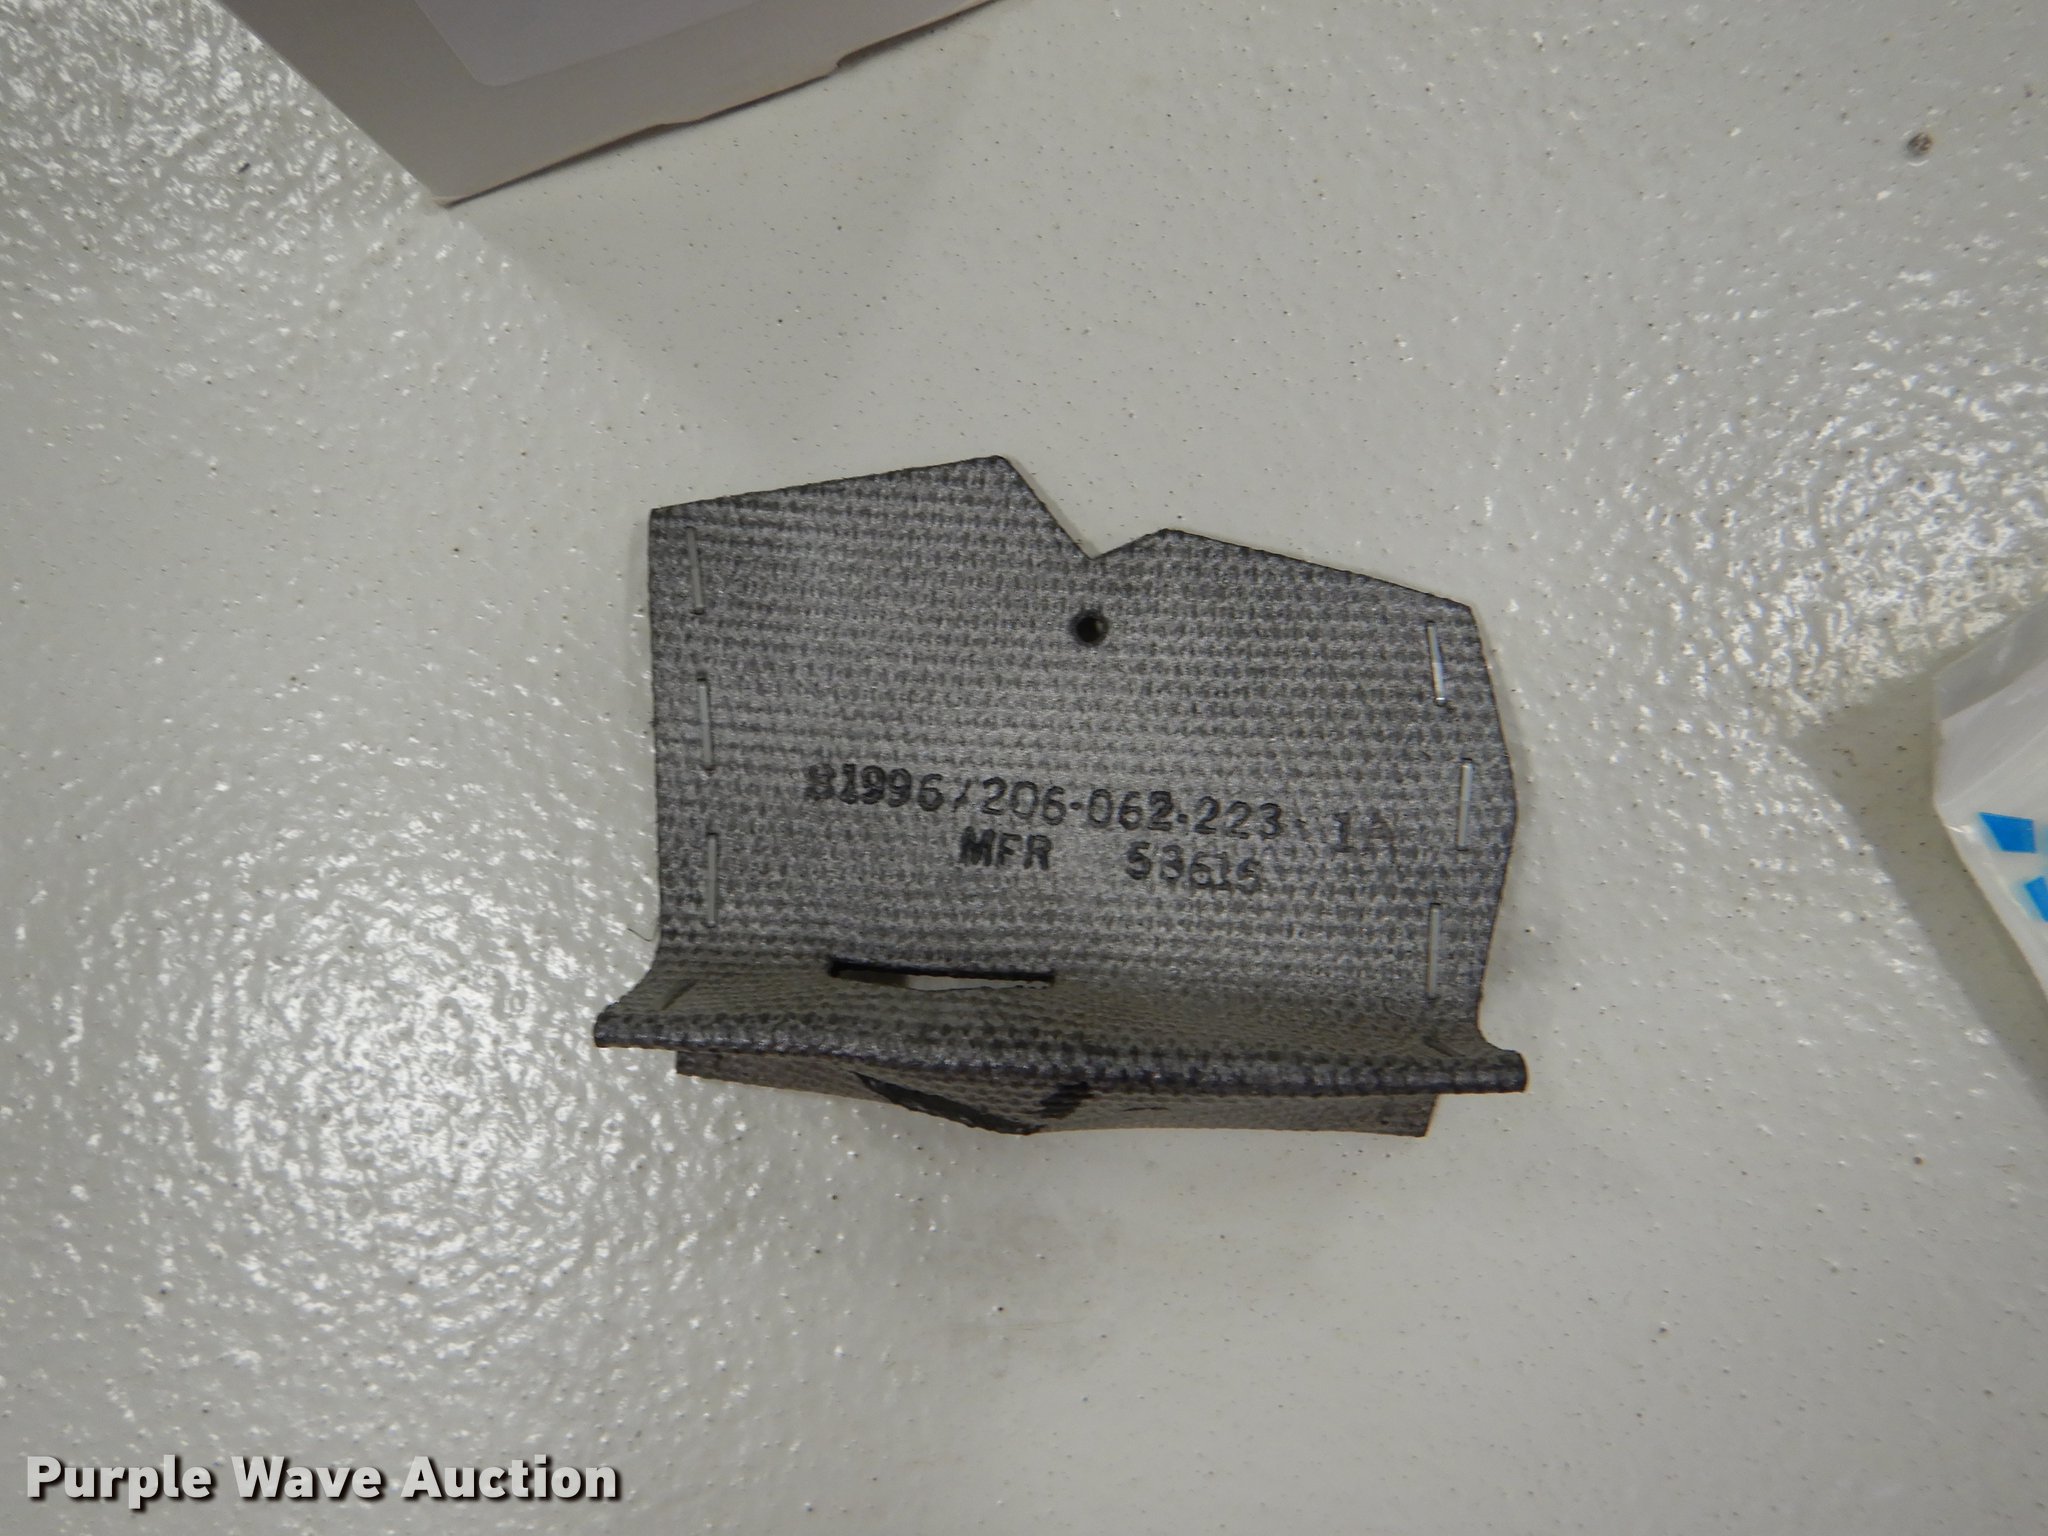 81996/206-062-223-1A
MFR 53615
Purple Wave Auction